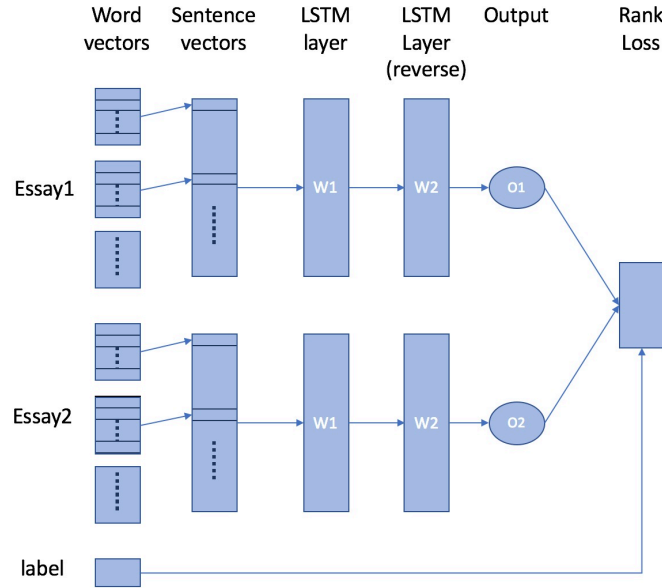 Word vectors
Sentence vectors
LSTM layer
LSTM Layer (reverse)
Output
Rank Loss
Essay1
W1
W2
O1
Essay2
W1
W2
O2
label